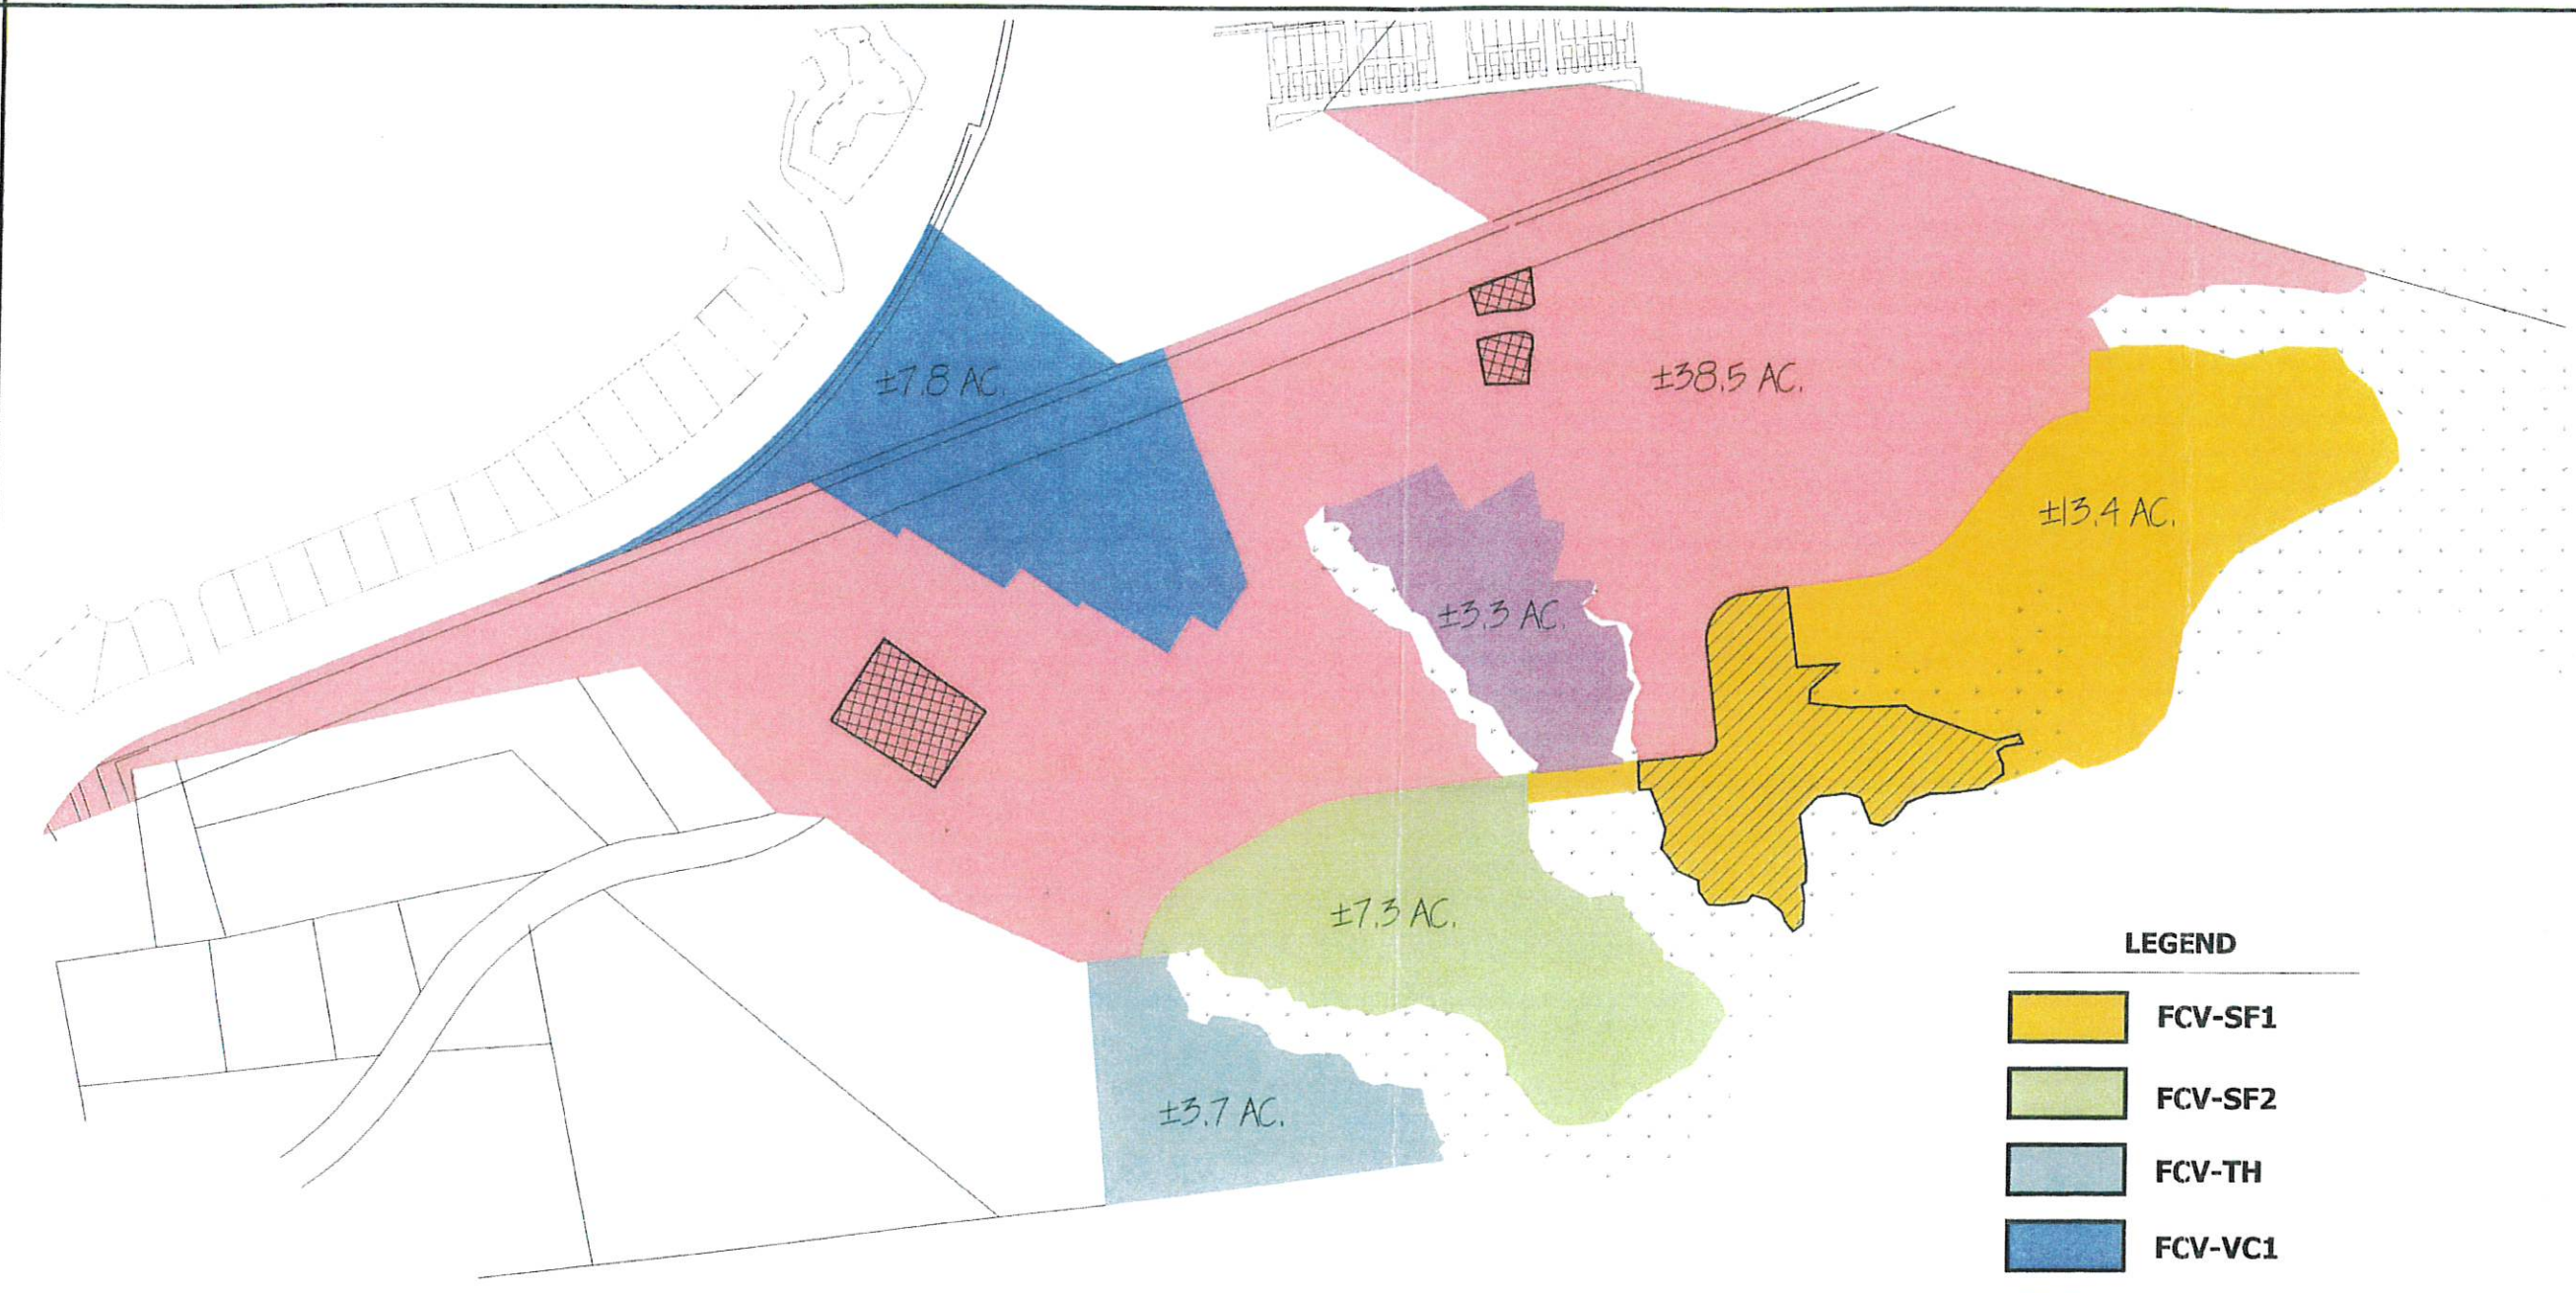 ±7.8 AC.
±38.5 AC.
±13.4 AC.
±3.3 AC.
±7.3 AC.
±3.7 AC.
LEGEND
FCV-SF1
FCV-SF2
FCV-TH
FCV-VC1